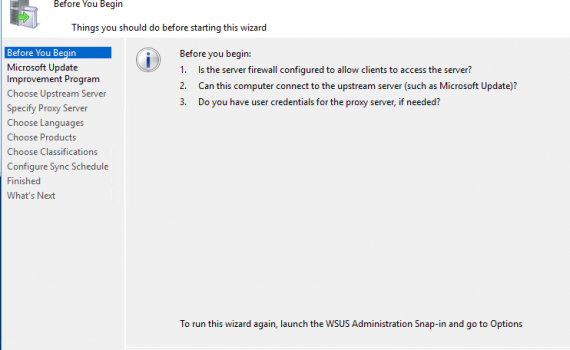 Before You Begin
Things you should do before starting this wizard
Before You Begin
Microsoft Update
Improvement Program
Choose Upstream Server
Specify Proxy Server
Choose Languages
Choose Products
Choose Classifications
Configure Sync Schedule
Finished
What's Next
Before you begin:
1. Is the server firewall configured to allow clients to access the server?
2. Can this computer connect to the upstream server (such as Microsoft Update)?
3. Do you have user credentials for the proxy server, if needed?
To run this wizard again, launch the WSUS Administration Snap-in and go to Options